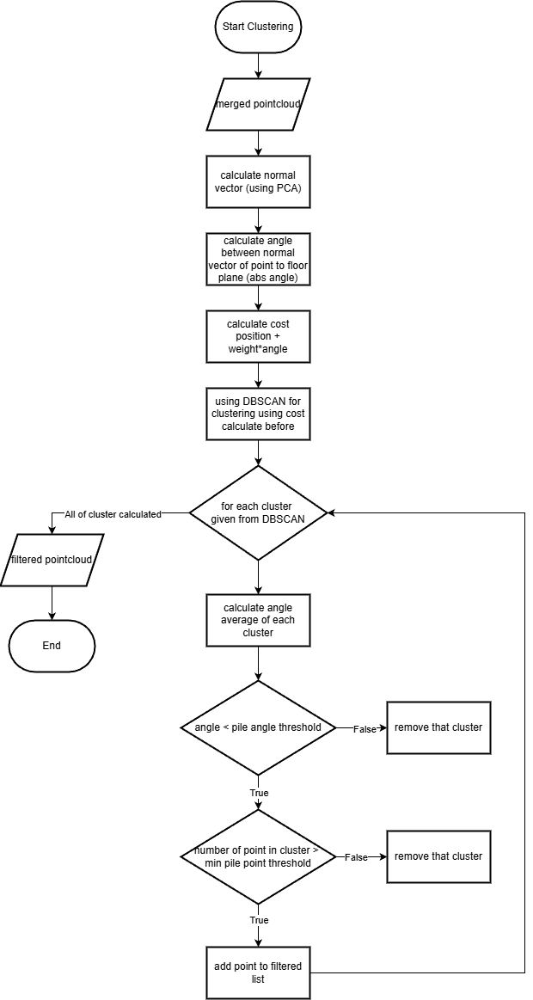 Start Clustering
merged pointcloud
calculate normal
vector (using PCA)
calculate angle
between normal
vector of point to floor
plane (abs angle)
calculate cost
position +
weight*angle
using DBSCAN for
clustering using cost
calculate before
for each cluster
given from DBSCAN
All of cluster calculated
filtered pointcloud
End
calculate angle
average of each
cluster
angle < pile angle threshold
False
remove that cluster
True
number of point in cluster >
min pile point threshold
False
remove that cluster
True
add point to filtered
list